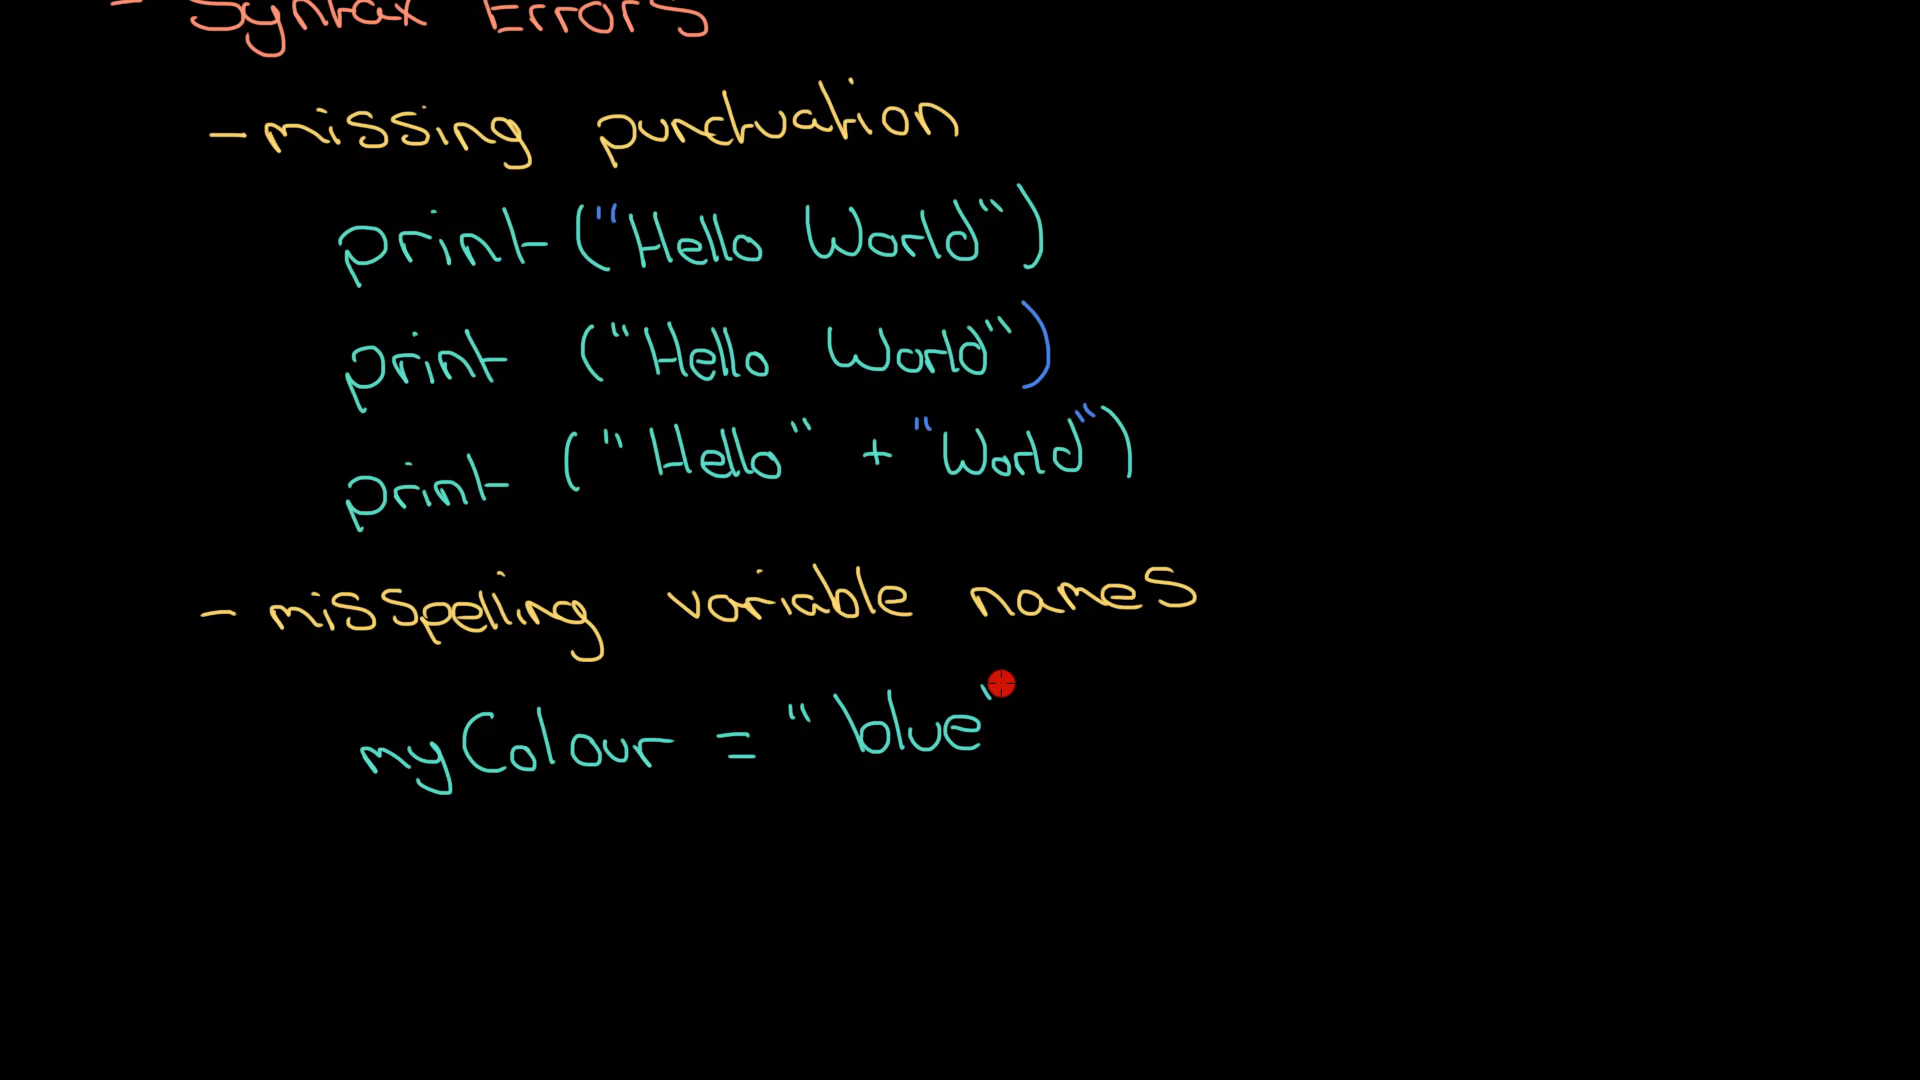 - Syntax Errors
- missing punctuation
print ("Hello World")
print ("Hello World")
print ("Hello" + "World")
- misspelling variable names
myColour = "blue"